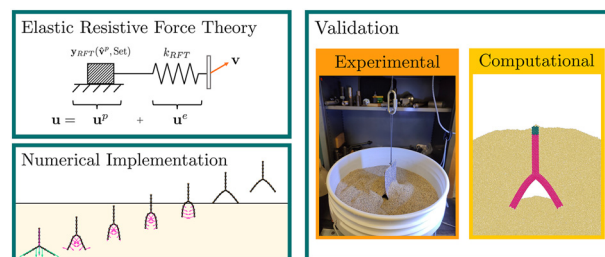 Elastic Resistive Force Theory
y_RFT(v̂^p, Set)
k_RFT
v
u = u^p + u^e
Numerical Implementation
Validation
Experimental
Computational